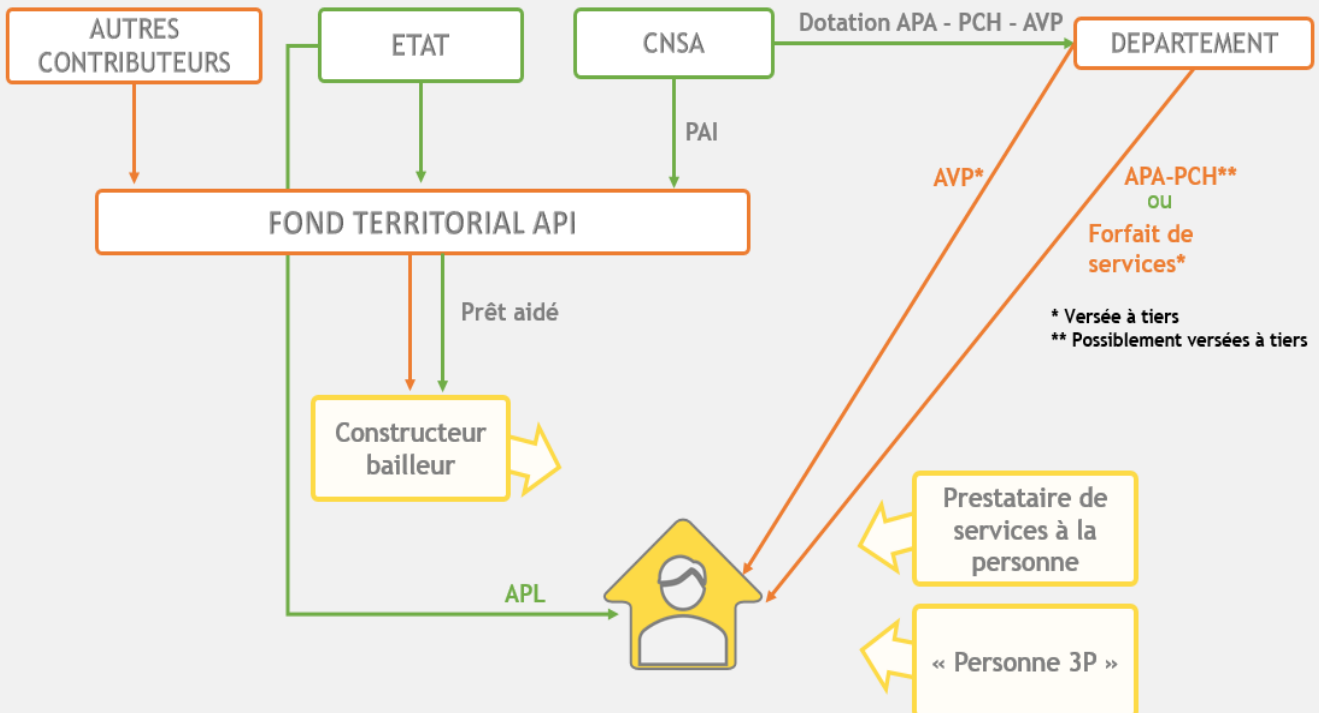 AUTRES
CONTRIBUTEURS
ETAT
CNSA
Dotation APA - PCH - AVP
DEPARTEMENT
PAI
AVP*
APA-PCH**
ou
Forfait de
services*
FOND TERRITORIAL API
Prêt aidé
* Versée à tiers
** Possiblement versées à tiers
Constructeur
bailleur
Prestataire de
services à la
personne
APL
« Personne 3P »